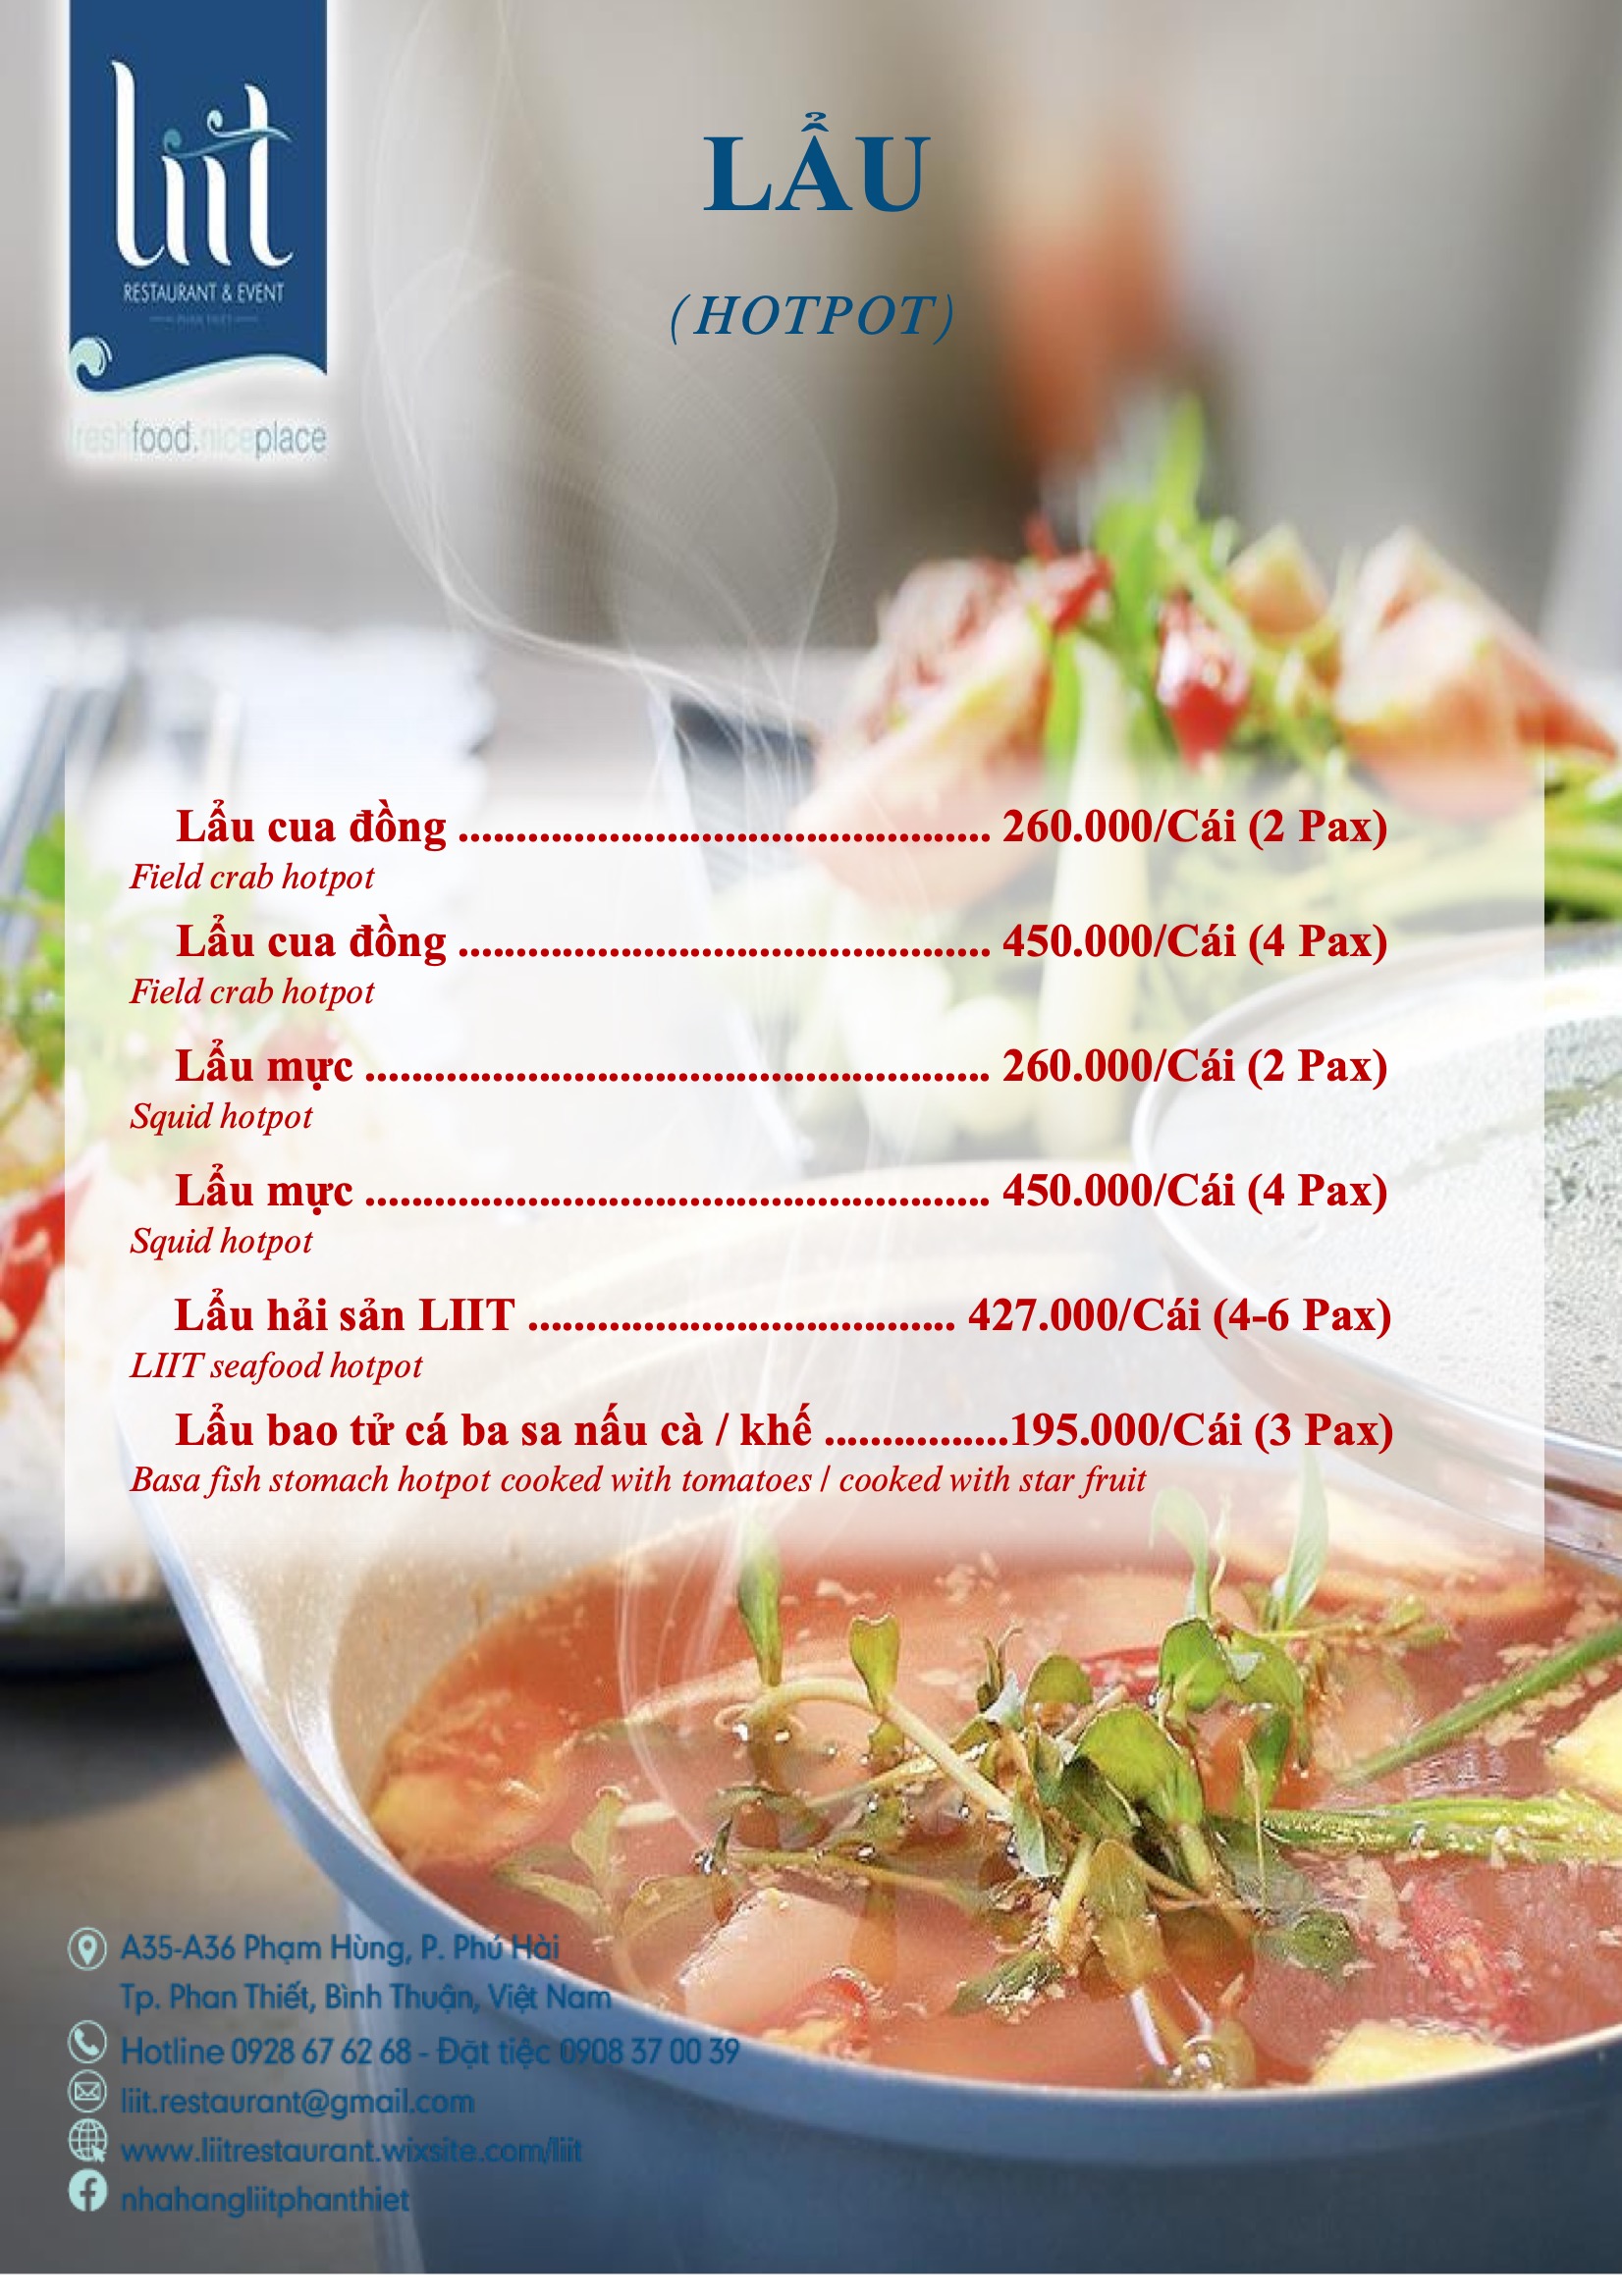 liit
RESTAURANT & EVENT
PHAN THIET
freshfood.niceplace
LẨU
(HOTPOT)
Lẩu cua đồng .............................................. 260.000/Cái (2 Pax)
Field crab hotpot
Lẩu cua đồng .............................................. 450.000/Cái (4 Pax)
Field crab hotpot
Lẩu mực ...................................................... 260.000/Cái (2 Pax)
Squid hotpot
Lẩu mực ...................................................... 450.000/Cái (4 Pax)
Squid hotpot
Lẩu hải sản LIIT ..................................... 427.000/Cái (4-6 Pax)
LIIT seafood hotpot
Lẩu bao tử cá ba sa nấu cà / khế ................195.000/Cái (3 Pax)
Basa fish stomach hotpot cooked with tomatoes / cooked with star fruit
A35-A36 Phạm Hùng, P. Phú Hài
Tp. Phan Thiết, Bình Thuận, Việt Nam
Hotline 0928 67 62 68 - Đặt tiệc 0908 37 00 39
liit.restaurant@gmail.com
www.liitrestaurant.wixsite.com/liit
nhahangliitphanthiet